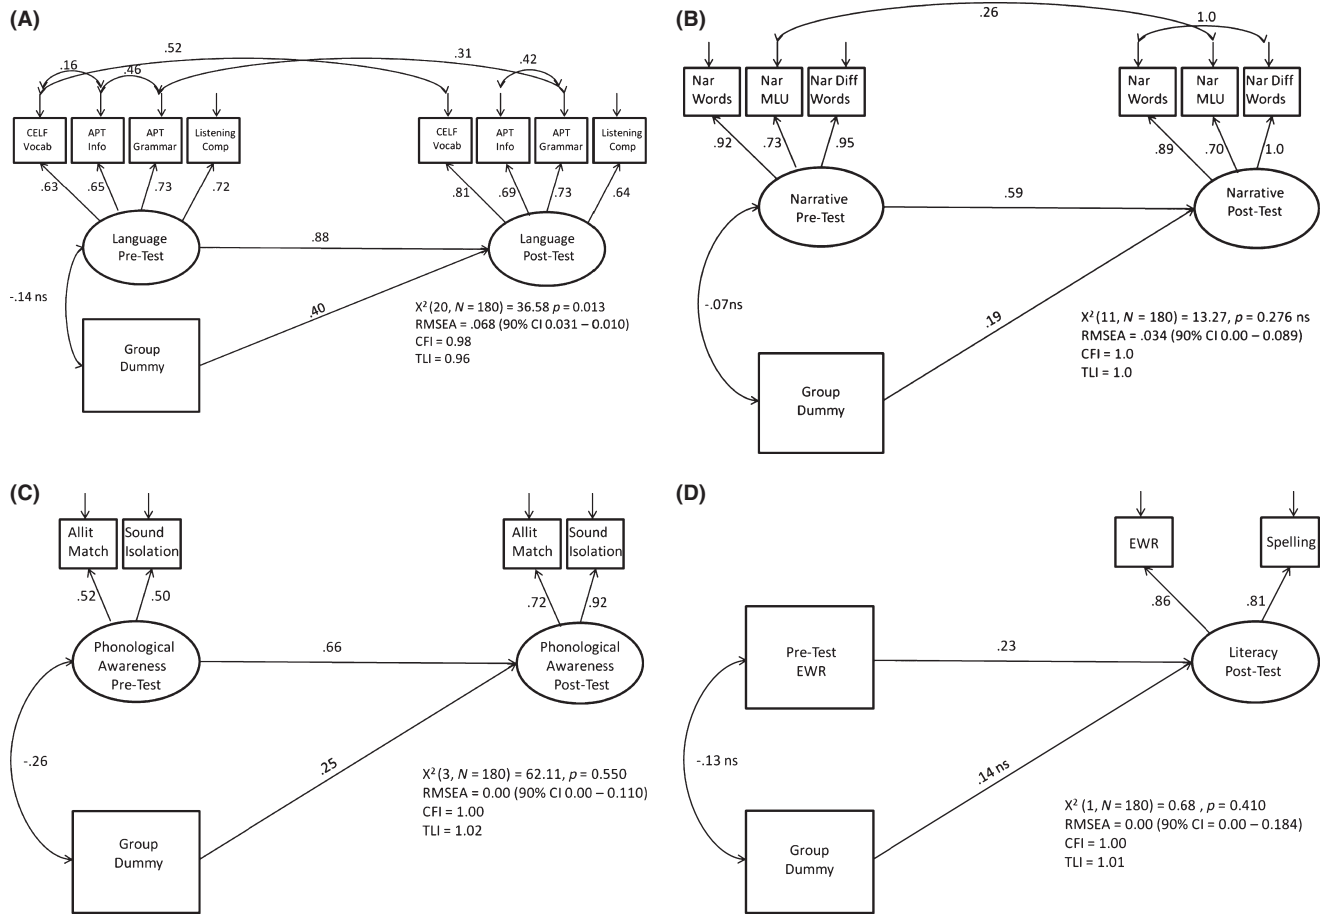 (A)
.52
.16
.46
.31
.42
CELF
Vocab
APT
Info
APT
Grammar
Listening
Comp
CELF
Vocab
APT
Info
APT
Grammar
Listening
Comp
.63
.65
.73
.72
.81
.69
.73
.64
Language
Pre-Test
.88
Language
Post-Test
-.14 ns
.40
Group
Dummy
X² (20, N = 180) = 36.58 p = 0.013
RMSEA = .068 (90% CI 0.031 – 0.010)
CFI = 0.98
TLI = 0.96
(B)
.26
1.0
Nar
Words
Nar
MLU
Nar Diff
Words
Nar
Words
Nar
MLU
Nar Diff
Words
.92
.73
.95
.89
.70
1.0
Narrative
Pre-Test
.59
Narrative
Post-Test
-.07ns
.19
Group
Dummy
X² (11, N = 180) = 13.27, p = 0.276 ns
RMSEA = .034 (90% CI 0.00 – 0.089)
CFI = 1.0
TLI = 1.0
(C)
Allit
Match
Sound
Isolation
Allit
Match
Sound
Isolation
.52
.50
.72
.92
Phonological
Awareness
Pre-Test
.66
Phonological
Awareness
Post-Test
-.26
.25
Group
Dummy
X² (3, N = 180) = 62.11, p = 0.550
RMSEA = 0.00 (90% CI 0.00 – 0.110)
CFI = 1.00
TLI = 1.02
(D)
EWR
Spelling
.86
.81
Pre-Test
EWR
.23
Literacy
Post-Test
-.13 ns
.14 ns
Group
Dummy
X² (1, N = 180) = 0.68 , p = 0.410
RMSEA = 0.00 (90% CI = 0.00 – 0.184)
CFI = 1.00
TLI = 1.01